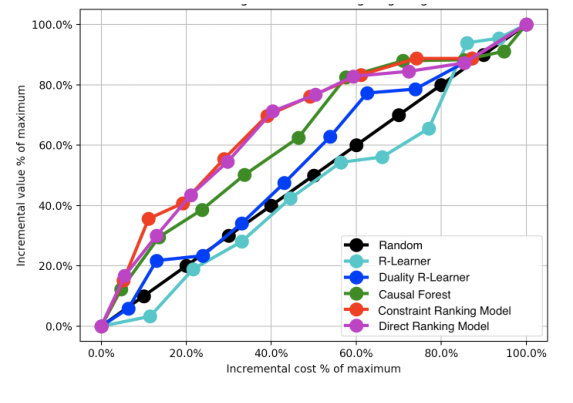 100.0%
80.0%
60.0%
40.0%
20.0%
0.0%
Incremental value % of maximum
Random
R-Learner
Duality R-Learner
Causal Forest
Constraint Ranking Model
Direct Ranking Model
0.0% 20.0% 40.0% 60.0% 80.0% 100.0%
Incremental cost % of maximum